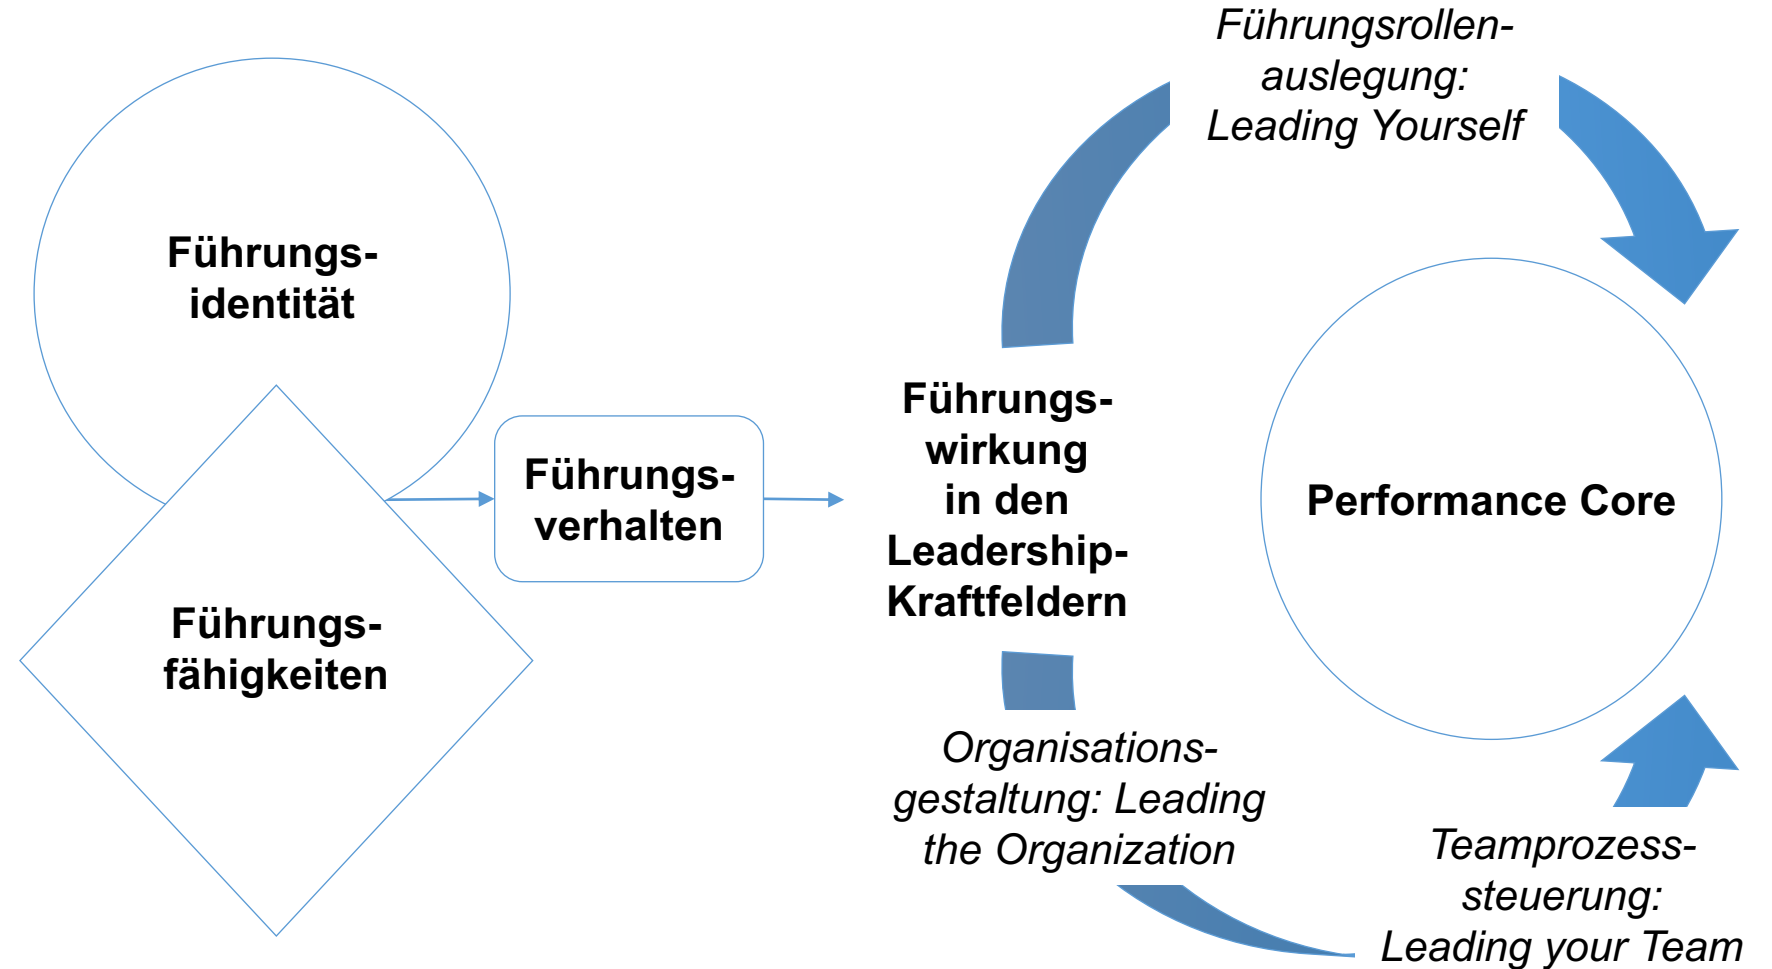 Führungs-
identität
Führungs-
fähigkeiten
Führungs-
verhalten
Führungs-
wirkung
in den
Leadership-
Kraftfeldern
Führungsrollen-
auslegung:
Leading Yourself
Performance Core
Organisations-
gestaltung: Leading
the Organization
Teamprozess-
steuerung:
Leading your Team